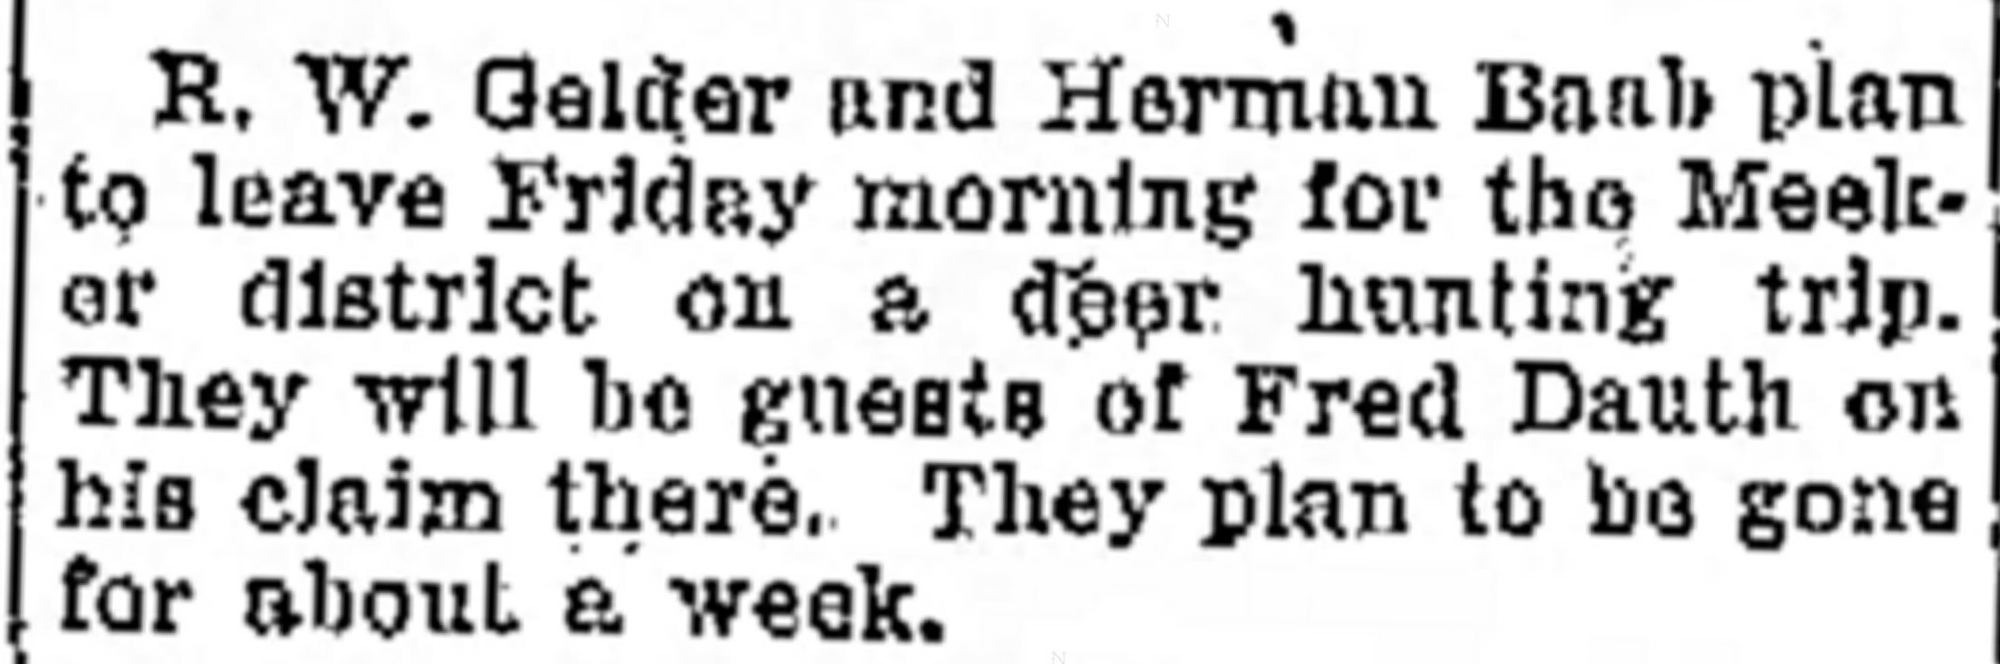 R. W. Gelder and Herman Baab plan
to leave Friday morning for the Meek-
er district on a deer hunting trip.
They will be guests of Fred Dauth on
his claim there. They plan to be gone
for about a week.